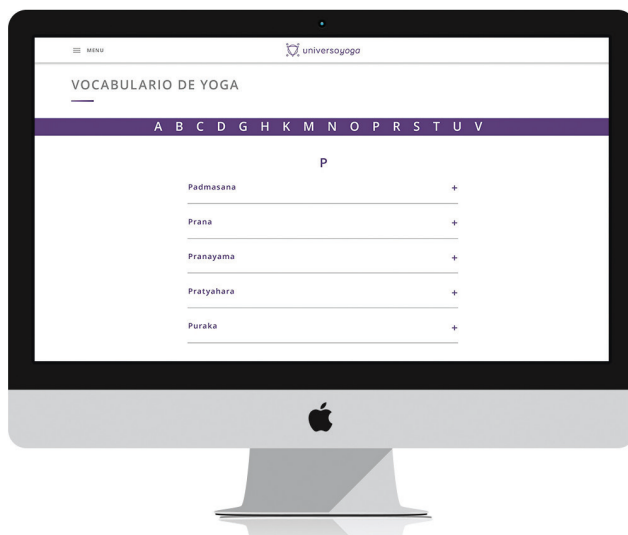 MENU
universoyoga
VOCABULARIO DE YOGA
A B C D G H K M N O P R S T U V
P
Padmasana +
Prana +
Pranayama +
Pratyahara +
Puraka +